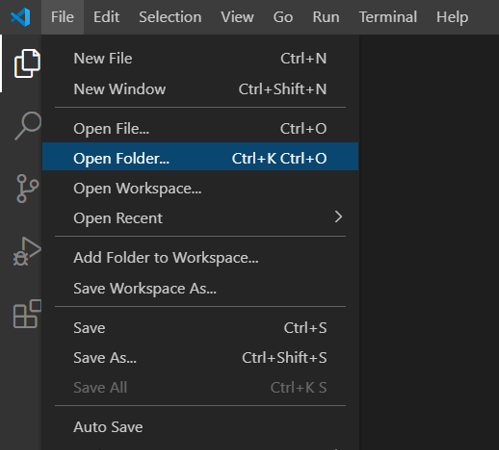 File Edit Selection View Go Run Terminal Help
New File Ctrl+N
New Window Ctrl+Shift+N
Open File... Ctrl+O
Open Folder... Ctrl+K Ctrl+O
Open Workspace...
Open Recent
Add Folder to Workspace...
Save Workspace As...
Save Ctrl+S
Save As... Ctrl+Shift+S
Save All Ctrl+K S
Auto Save